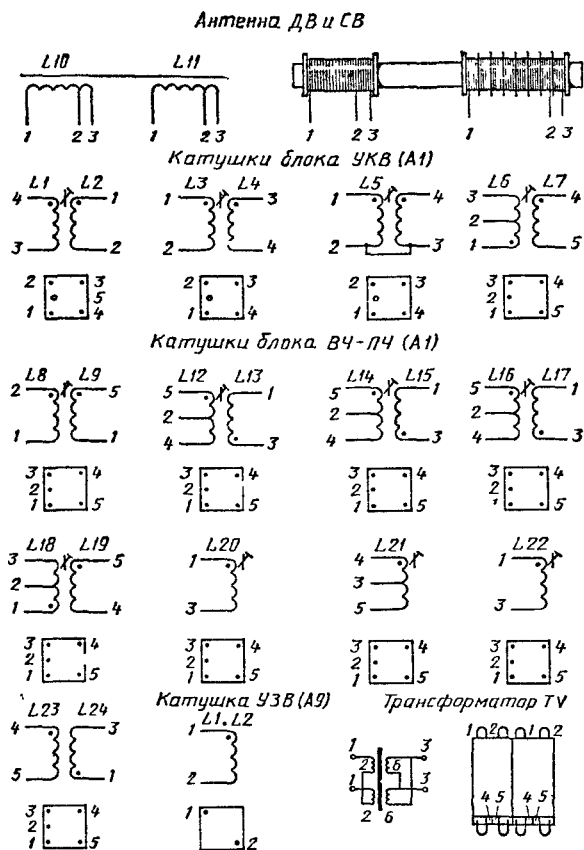 Антенна ДВ и СВ
L10 L11
1 2 3 1 2 3 1 2 3 1 2 3
Катушки блока УКВ (А1)
L1 L2 L3 L4 L5 L6 L7
4 1 1 3 1 4 3 4
2
3 2 2 4 2 3 1 5
2 3 2 3 2 3 3 4
5 2
1 4 1 4 1 4 1 5
Катушки блока ВЧ-ПЧ (А1)
L8 L9 L12 L13 L14 L15 L16 L17
2 5 5 1 5 1 5 1
2 2 2
1 1 4 3 4 3 4 3
3 4 3 4 3 4 3 4
2 2 2 2
1 5 1 5 1 5 1 5
L18 L19 L20 L21 L22
3 5 1 4 1
2 3
1 4 3 5 3
3 4 3 4 3 4 3 4
2 2 2 2
1 5 1 5 1 5 1 5
Катушка УЗВ (А9)
Трансформатор TV
L23 L24 L1, L2
4 3 1
5 1 2
3 4 1
2
1 5 2
1 3
2 6
1 3
2 6
1 2 1 2
4 5 4 5